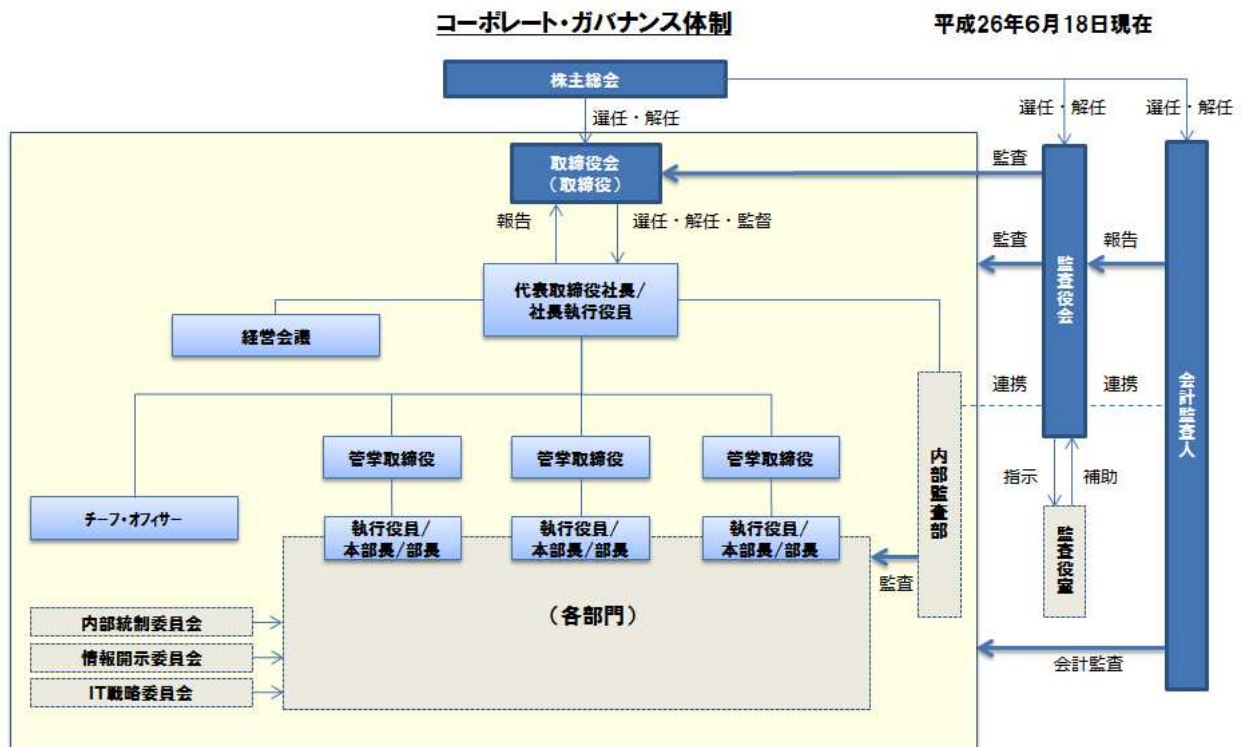 コーポレート・ガバナンス体制
平成26年6月18日現在
株主総会
選任・解任
選任・解任
選任・解任
取締役会
（取締役）
監査
報告
選任・解任・監督
監査
報告
代表取締役社長/
社長執行役員
監査役会
経営会議
連携
連携
会計監査人
管掌取締役
管掌取締役
管掌取締役
内部監査部
指示
補助
チーフ・オフィサー
執行役員/
本部長/部長
執行役員/
本部長/部長
執行役員/
本部長/部長
監査役室
監査
（各部門）
内部統制委員会
情報開示委員会
IT戦略委員会
会計監査